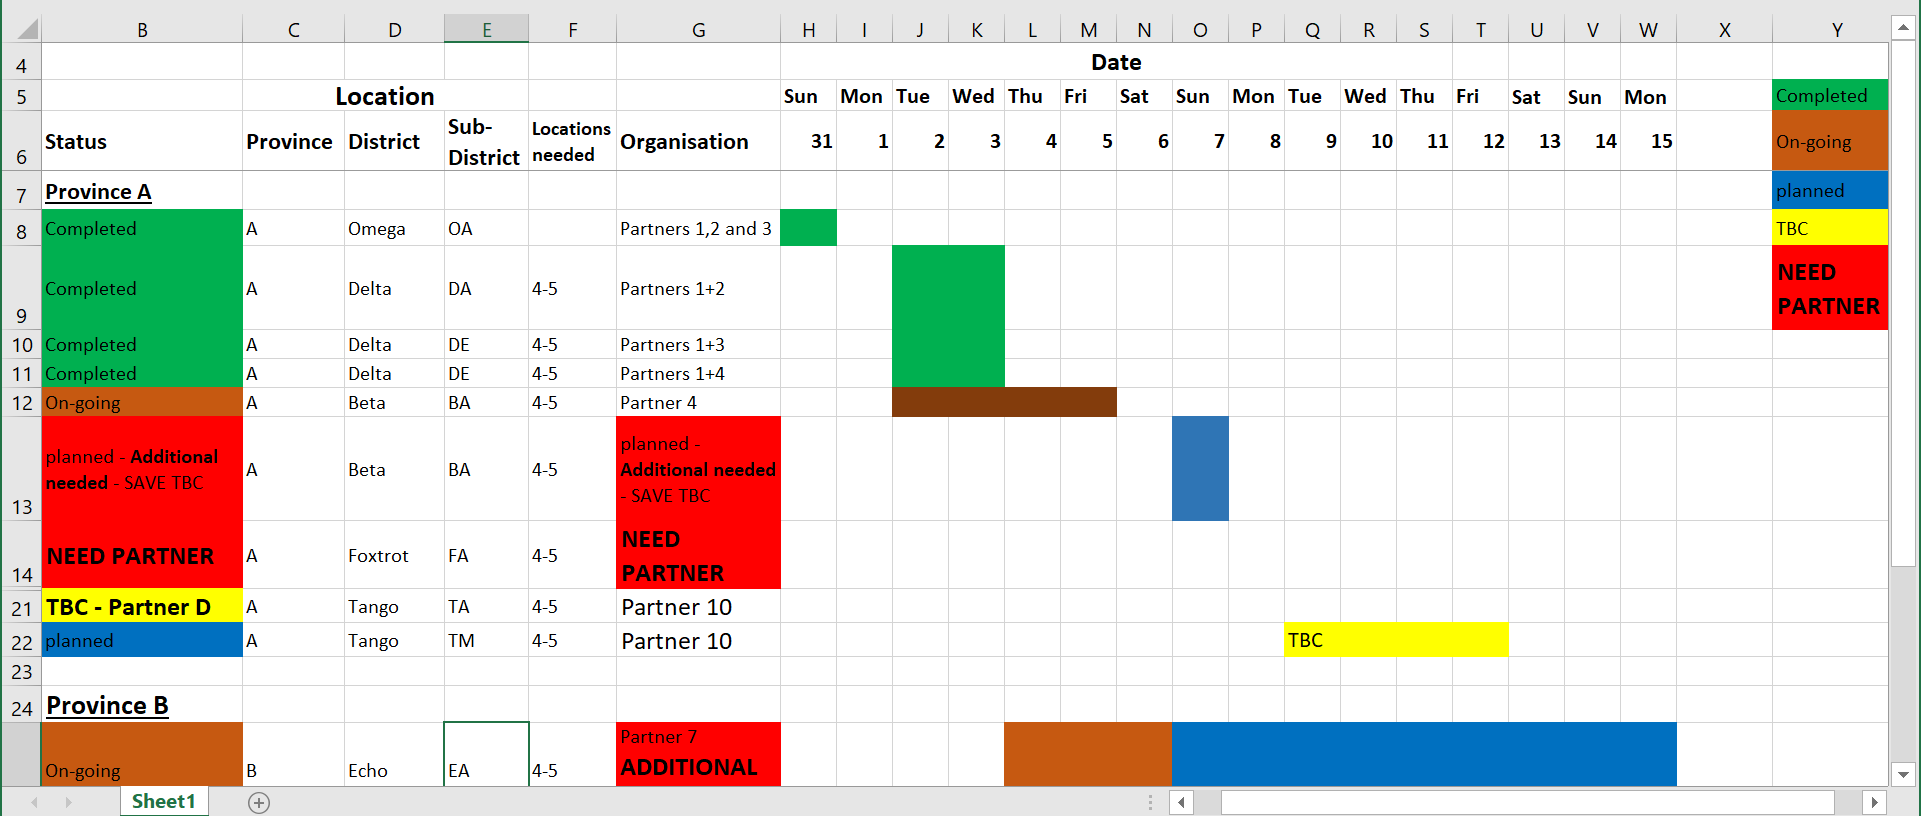 B C D E F G H I J K L M N O P Q R S T U V W X Y
4 Date
5 Location Sun Mon Tue Wed Thu Fri Sat Sun Mon Tue Wed Thu Fri Sat Sun Mon Completed
6 Status Province District Sub-District Locations needed Organisation 31 1 2 3 4 5 6 7 8 9 10 11 12 13 14 15 On-going
7 Province A planned
8 Completed A Omega OA Partners 1,2 and 3 TBC
9 Completed A Delta DA 4-5 Partners 1+2 NEED PARTNER
10 Completed A Delta DE 4-5 Partners 1+3
11 Completed A Delta DE 4-5 Partners 1+4
12 On-going A Beta BA 4-5 Partner 4
13 planned - Additional needed - SAVE TBC A Beta BA 4-5 planned - Additional needed - SAVE TBC
14 NEED PARTNER A Foxtrot FA 4-5 NEED PARTNER
21 TBC - Partner D A Tango TA 4-5 Partner 10
22 planned A Tango TM 4-5 Partner 10 TBC
23
24 Province B
On-going B Echo EA 4-5 Partner 7 ADDITIONAL
Sheet1